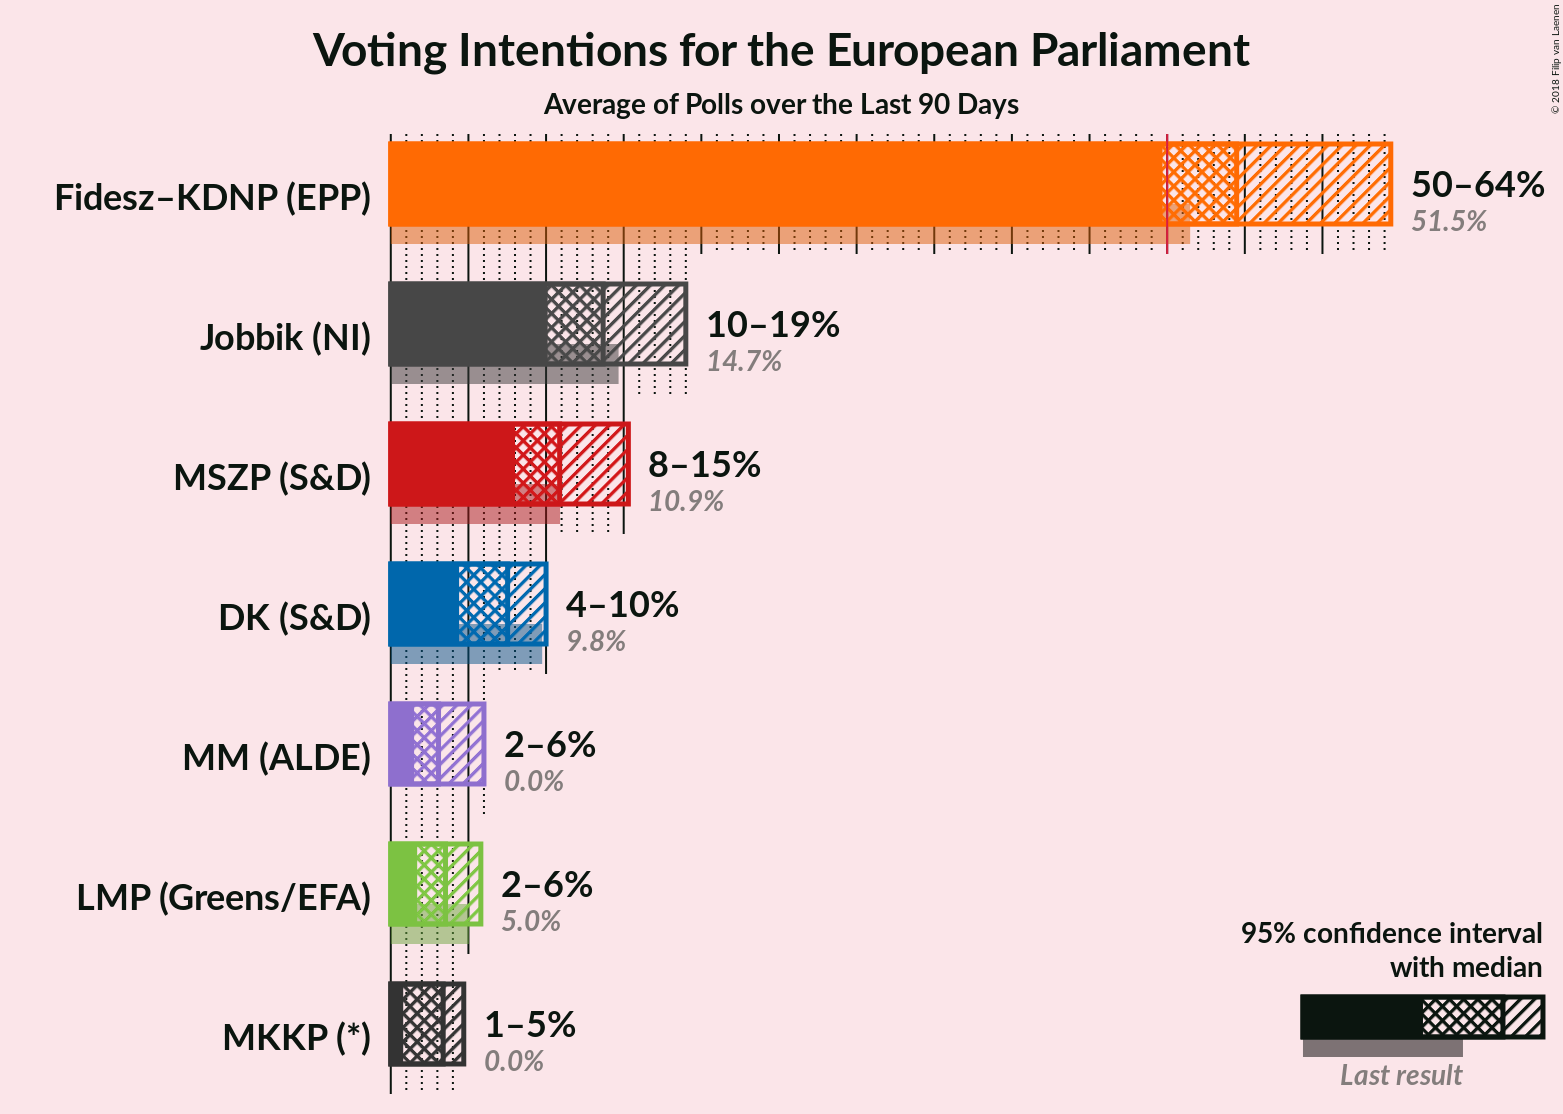 Voting Intentions for the European Parliament
Average of Polls over the Last 90 Days
© 2018 Filip van Laenen
Fidesz–KDNP (EPP)
50–64%
51.5%
Jobbik (NI)
10–19%
14.7%
MSZP (S&D)
8–15%
10.9%
DK (S&D)
4–10%
9.8%
MM (ALDE)
2–6%
0.0%
LMP (Greens/EFA)
2–6%
5.0%
MKKP (*)
1–5%
0.0%
95% confidence interval
with median
Last result